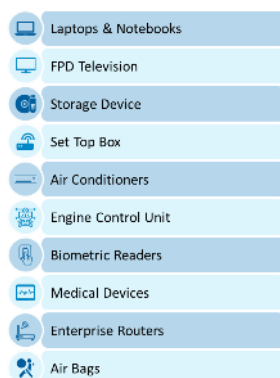 Laptops & Notebooks
FPD Television
Storage Device
Set Top Box
Air Conditioners
Engine Control Unit
Biometric Readers
Medical Devices
Enterprise Routers
Air Bags